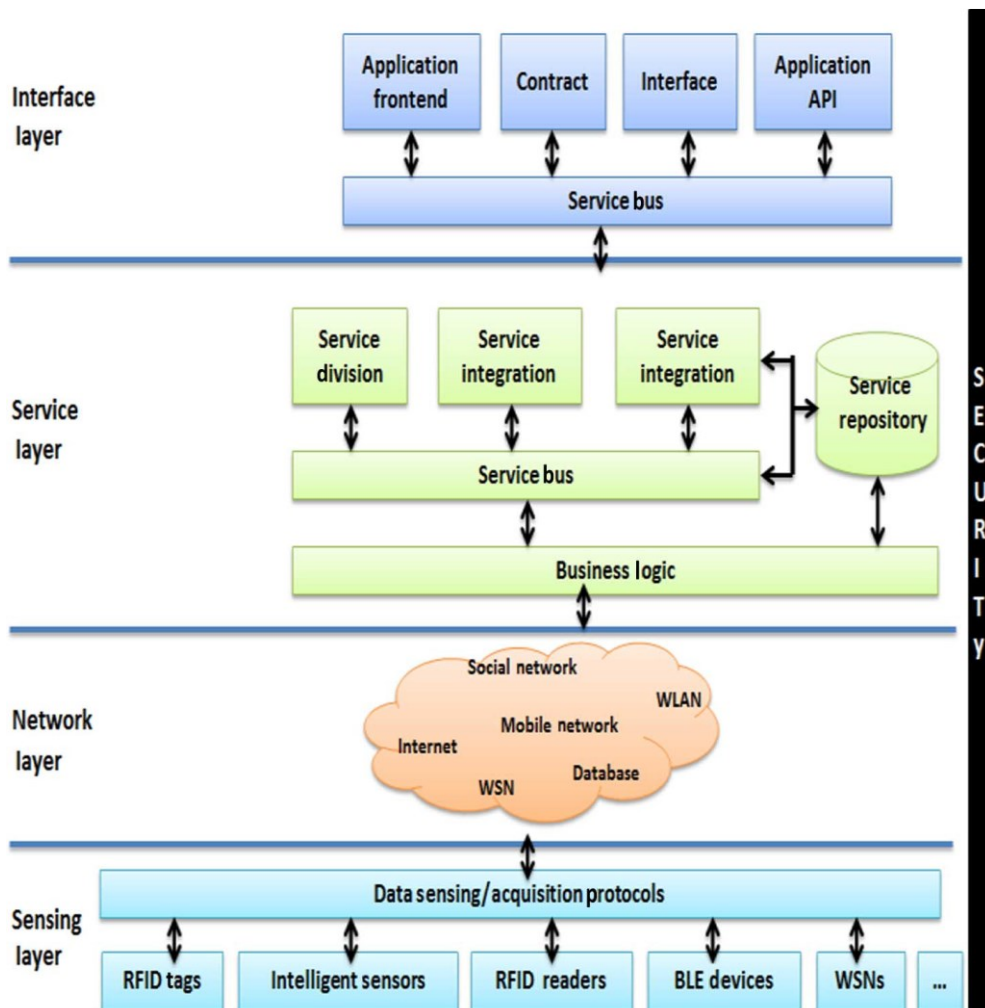 Interface
layer
Application
frontend
Contract
Interface
Application
API
Service bus
Service
layer
Service
division
Service
integration
Service
integration
Service
repository
Service bus
Business logic
Network
layer
Social network
WLAN
Mobile network
Internet
Database
WSN
Sensing
layer
Data sensing/acquisition protocols
RFID tags
Intelligent sensors
RFID readers
BLE devices
WSNs
...
S
E
C
U
R
I
T
y